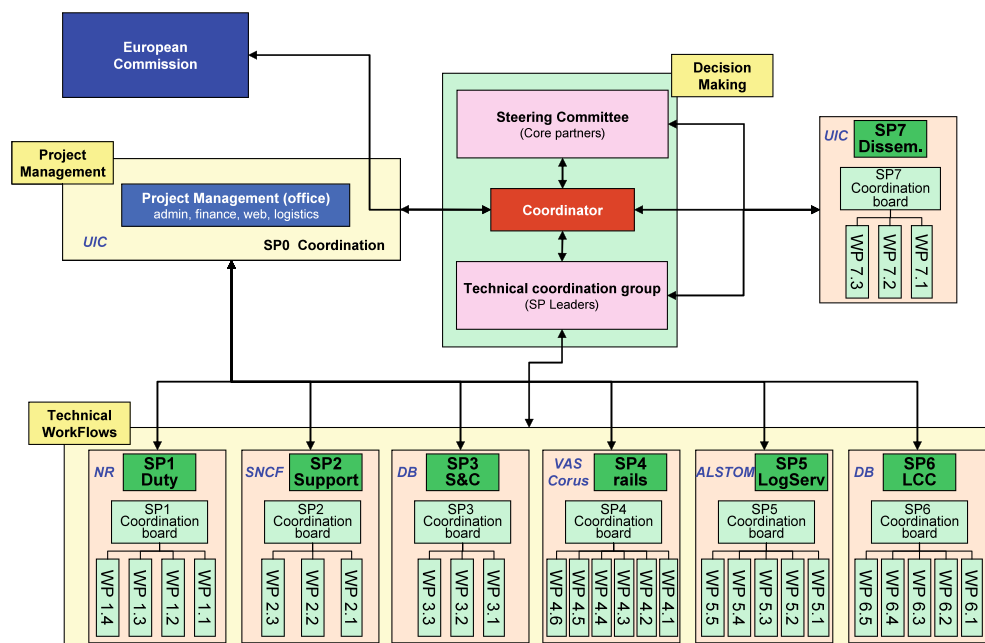 European
Commission
Decision
Making
Steering Committee
(Core partners)
UIC
SP7
Dissem.
Project
Management
Project Management (office)
admin, finance, web, logistics
UIC
SP0 Coordination
Coordinator
SP7
Coordination
board
WP 7.3
WP 7.2
WP 7.1
Technical coordination group
(SP Leaders)
Technical
WorkFlows
NR
SP1
Duty
SP1
Coordination
board
WP 1.4
WP 1.3
WP 1.2
WP 1.1
SNCF
SP2
Support
SP2
Coordination
board
WP 2.3
WP 2.2
WP 2.1
DB
SP3
S&C
SP3
Coordination
board
WP 3.3
WP 3.2
WP 3.1
VAS
Corus
SP4
rails
SP4
Coordination
board
WP 4.6
WP 4.5
WP 4.4
WP 4.3
WP 4.2
WP 4.1
ALSTOM
SP5
LogServ
SP5
Coordination
board
WP 5.5
WP 5.4
WP 5.3
WP 5.2
WP 5.1
DB
SP6
LCC
SP6
Coordination
board
WP 6.5
WP 6.4
WP 6.3
WP 6.2
WP 6.1